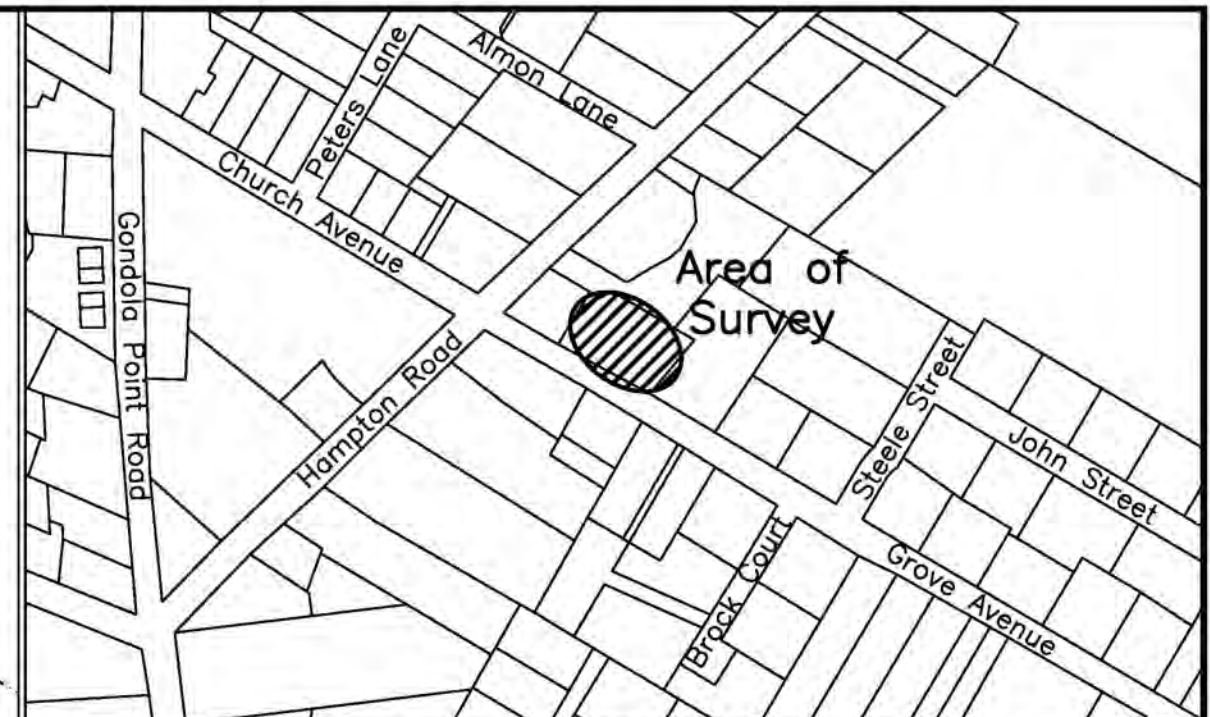 Almon Lane
Peters Lane
Church Avenue
Gondola Point Road
Area of
Survey
Hampton Road
Steele Street
John Street
Brock Court
Grove Avenue